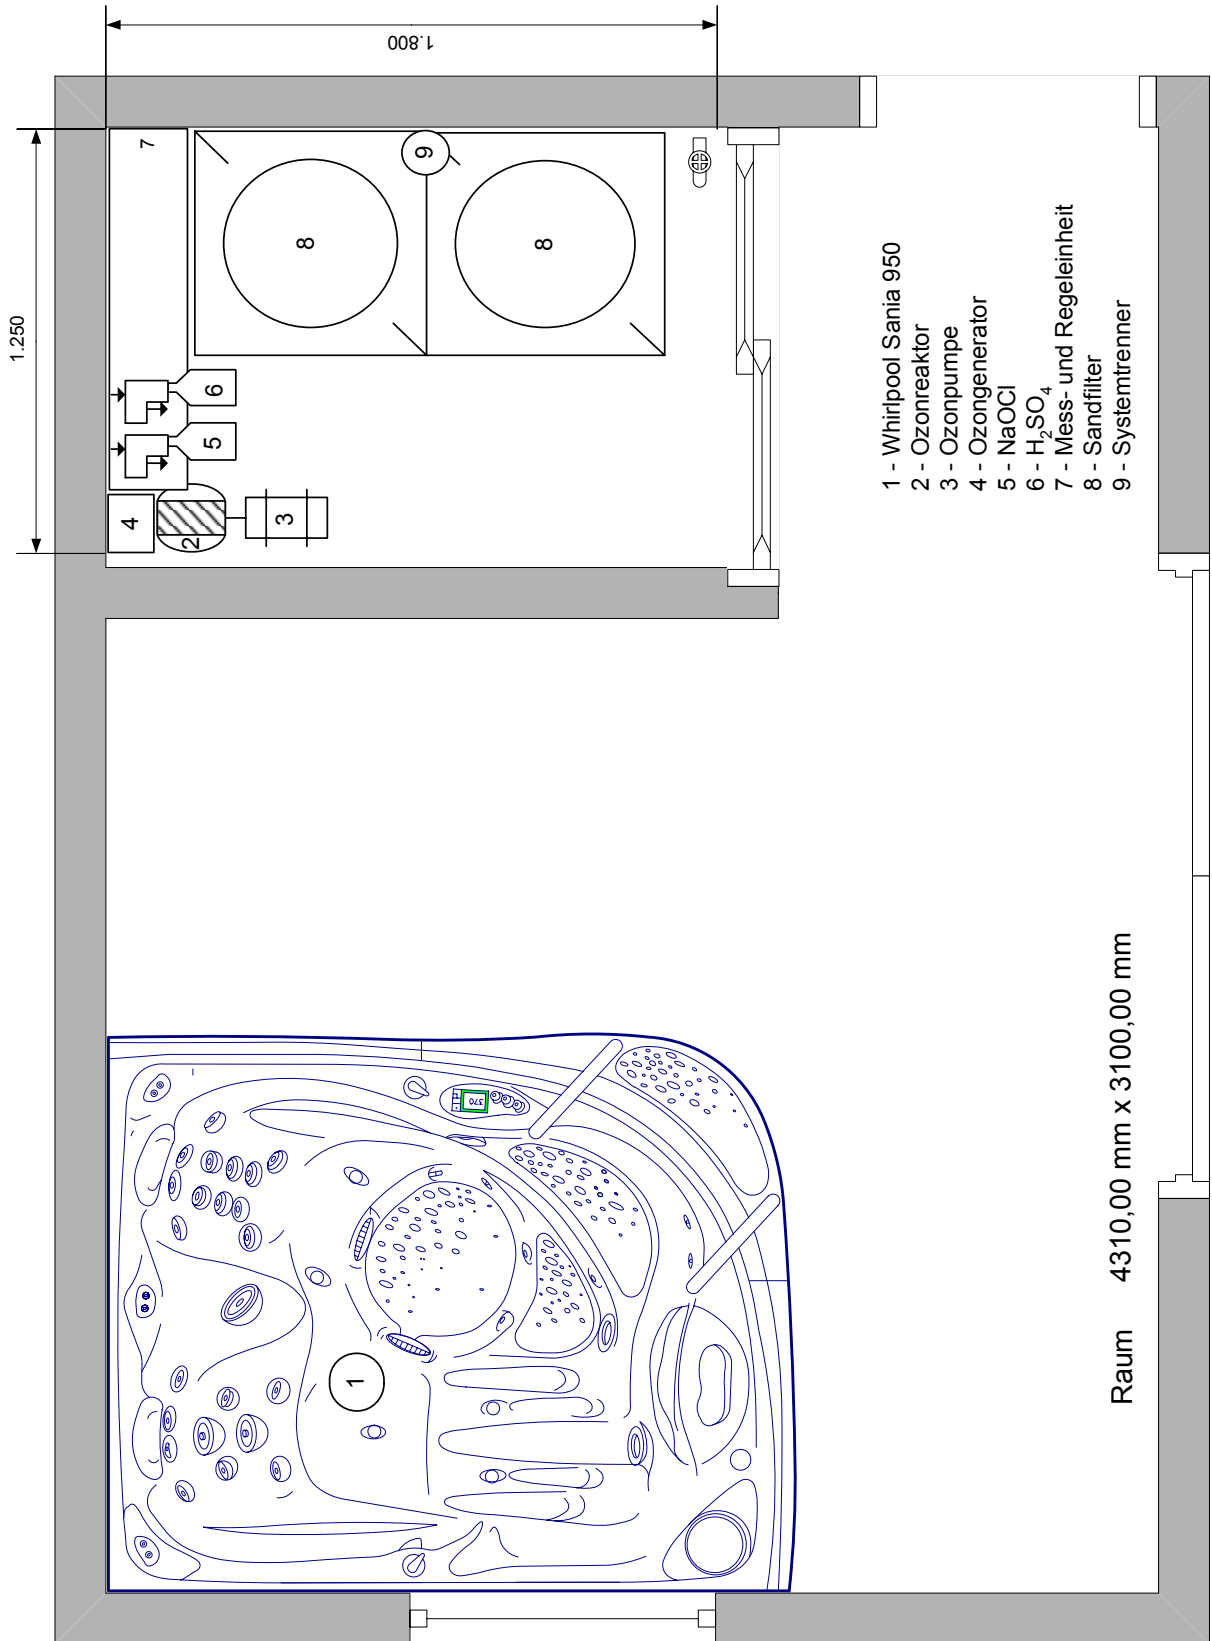 1.800
1.250
7
9
8
8
6
5
4
2
3
1 - Whirlpool Sania 950
2 - Ozonreaktor
3 - Ozonpumpe
4 - Ozongenerator
5 - NaOCl
6 - H₂SO₄
7 - Mess- und Regeleinheit
8 - Sandfilter
9 - Systemtrenner
370
1
Raum 4310,00 mm x 3100,00 mm